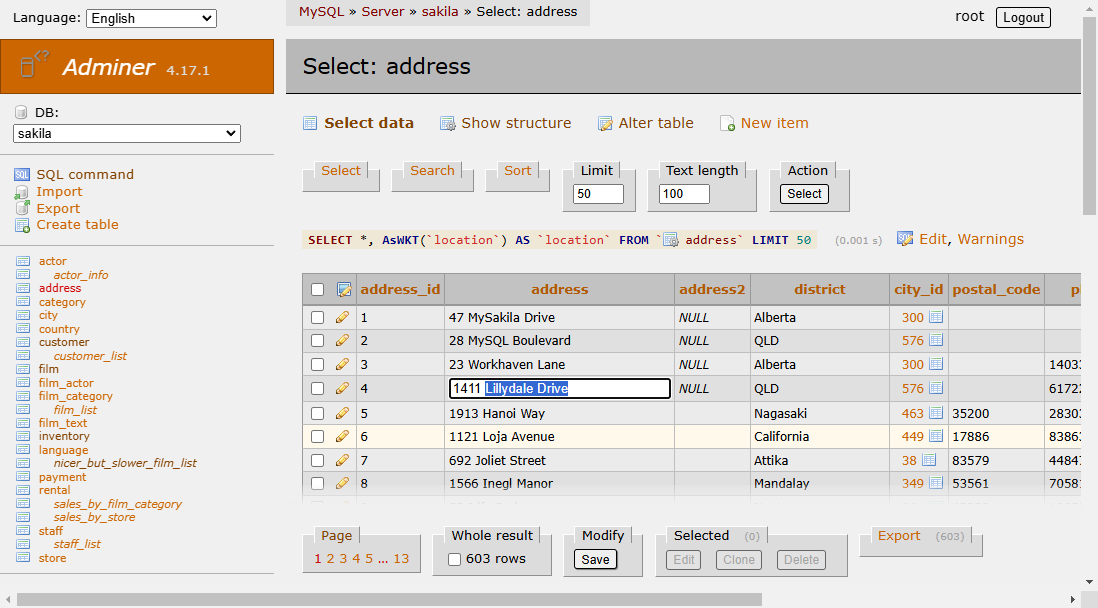 Language: English
MySQL » Server » sakila » Select: address
root Logout
Adminer 4.17.1
Select: address
DB:
sakila
Select data Show structure Alter table New item
SQL command
Import
Export
Create table
Select Search Sort Limit Text length Action
50 100 Select
SELECT *, AsWKT(`location`) AS `location` FROM `address` LIMIT 50 (0.001 s) Edit, Warnings
actor
actor_info
address
category
city
country
customer
customer_list
film
film_actor
film_category
film_list
film_text
inventory
language
nicer_but_slower_film_list
payment
rental
sales_by_film_category
sales_by_store
staff
staff_list
store
address_id address address2 district city_id postal_code
1 47 MySakila Drive NULL Alberta 300
2 28 MySQL Boulevard NULL QLD 576
3 23 Workhaven Lane NULL Alberta 300 14033
4 1411 Lillydale Drive NULL QLD 576 61722
5 1913 Hanoi Way Nagasaki 463 35200 28303
6 1121 Loja Avenue California 449 17886 83863
7 692 Joliet Street Attika 38 83579 44847
8 1566 Inegl Manor Mandalay 349 53561 70581
Page Whole result Modify Selected (0) Export (603)
1 2 3 4 5 ... 13 603 rows Save Edit Clone Delete